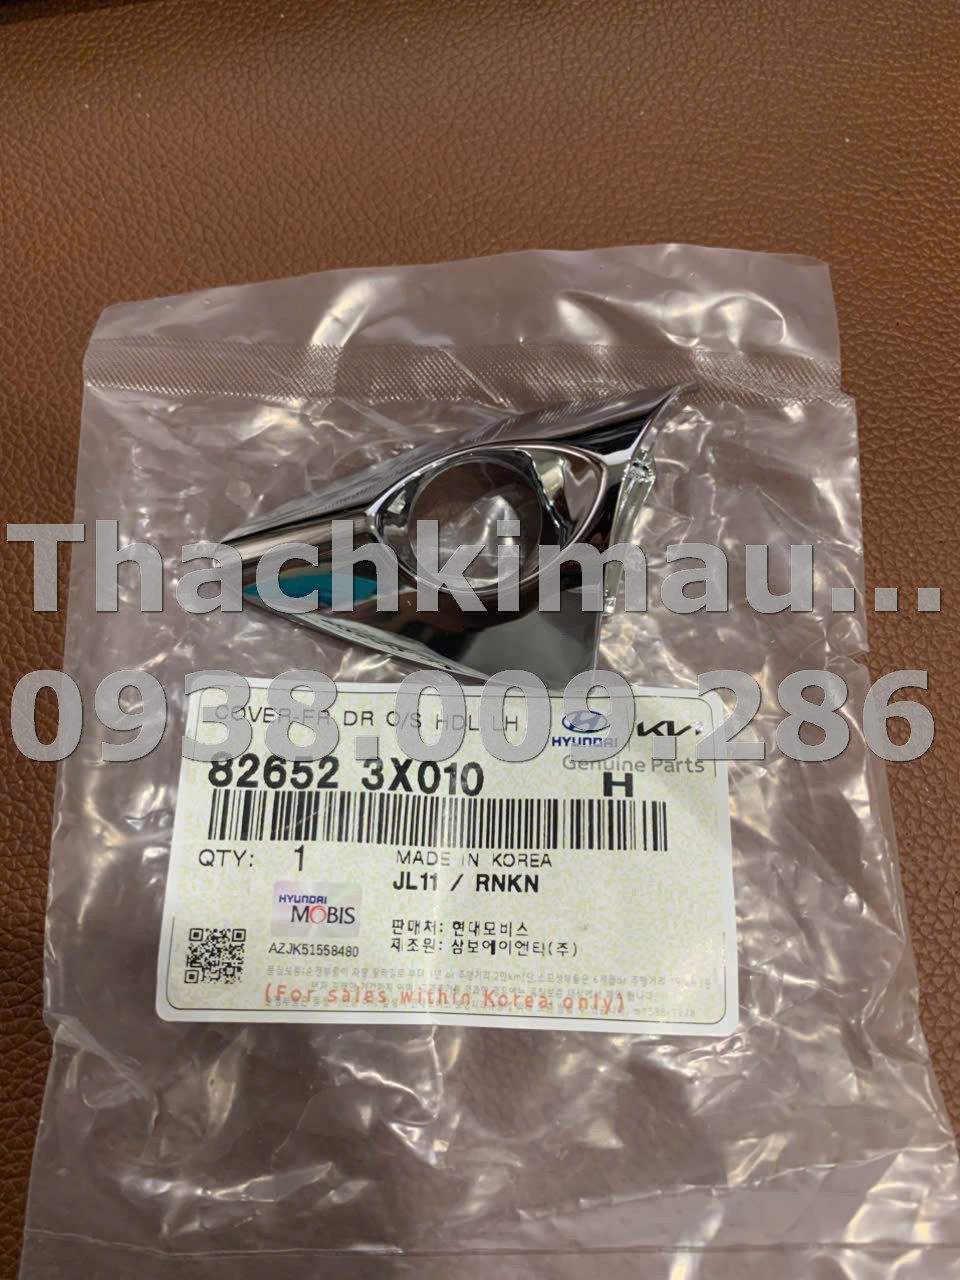 Thachkimau...
0938.009.286
COVER-FR DR O/S HDL LH
HYUNDAI
KIA
Genuine Parts
82652 3X010
H
QTY: 1
MADE IN KOREA
JL11 / RNKN
HYUNDAI
MOBIS
AZJK51558480
판매처: 현대모비스
제조원: 삼보에이엔티(주)
(For sales within Korea only)